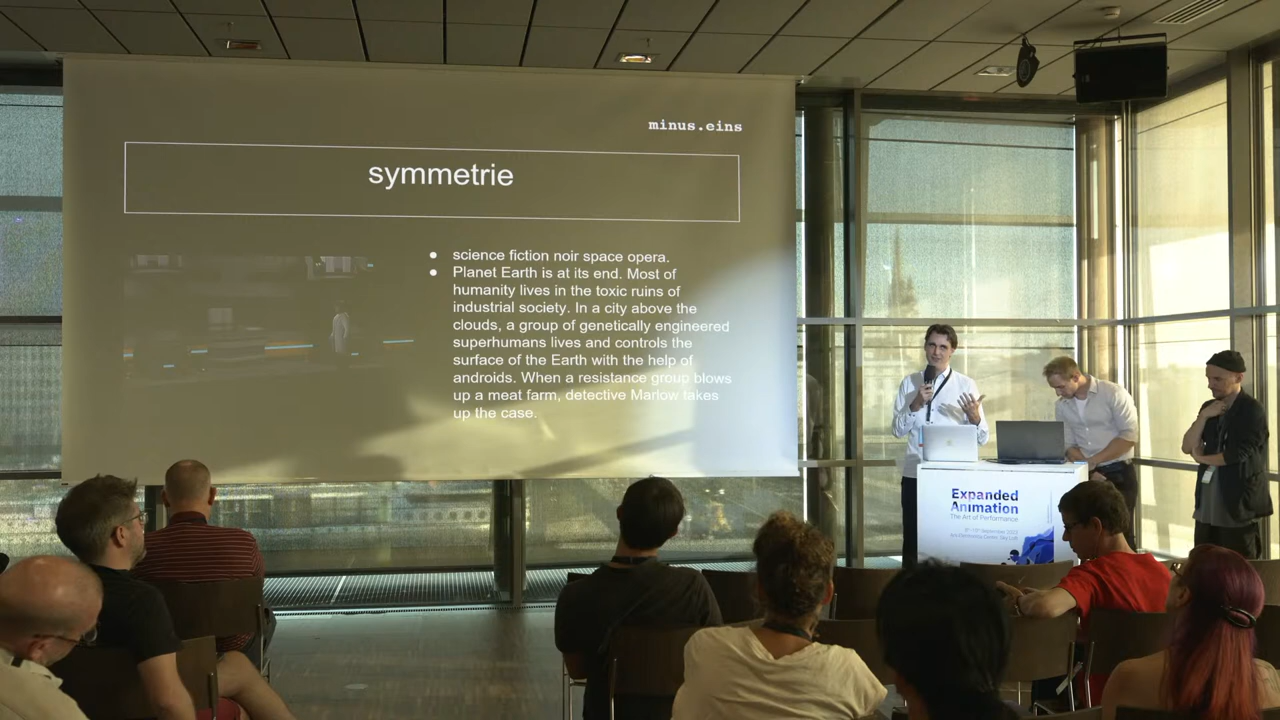 minus.eins
symmetrie
● science fiction noir space opera.
● Planet Earth is at its end. Most of
humanity lives in the toxic ruins of
industrial society. In a city above the
clouds, a group of genetically engineered
superhumans lives and controls the
surface of the Earth with the help of
androids. When a resistance group blows
up a meat farm, detective Marlow takes
up the case.
Expanded
Animation
The Art of Performance